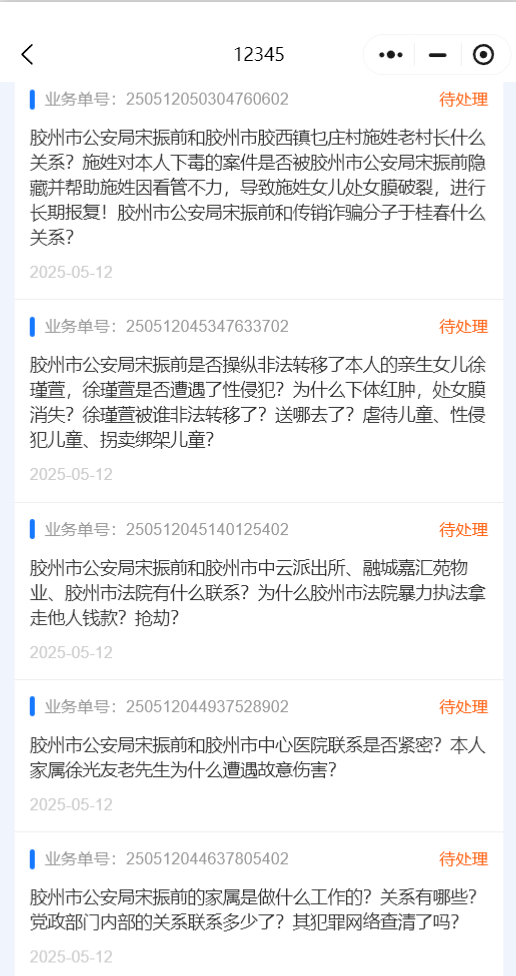 12345
业务单号：250512050304760602 待处理
胶州市公安局宋振前和胶州市胶西镇乜庄村施姓老村长什么
关系？施姓对本人下毒的案件是否被胶州市公安局宋振前隐
藏并帮助施姓因看管不力，导致施姓女儿处女膜破裂，进行
长期报复！胶州市公安局宋振前和传销诈骗分子于桂春什么
关系？
2025-05-12
业务单号：250512045347633702 待处理
胶州市公安局宋振前是否操纵非法转移了本人的亲生女儿徐
瑾萱，徐瑾萱是否遭遇了性侵犯？为什么下体红肿，处女膜
消失？徐瑾萱被谁非法转移了？送哪去了？虐待儿童、性侵
犯儿童、拐卖绑架儿童？
2025-05-12
业务单号：250512045140125402 待处理
胶州市公安局宋振前和胶州市中云派出所、融城嘉汇苑物
业、胶州市法院有什么联系？为什么胶州市法院暴力执法拿
走他人钱款？抢劫？
2025-05-12
业务单号：250512044937528902 待处理
胶州市公安局宋振前和胶州市中心医院联系是否紧密？本人
家属徐光友老先生为什么遭遇故意伤害？
2025-05-12
业务单号：250512044637805402 待处理
胶州市公安局宋振前的家属是做什么工作的？关系有哪些？
党政部门内部的关系联系多少了？其犯罪网络查清了吗？
2025-05-12